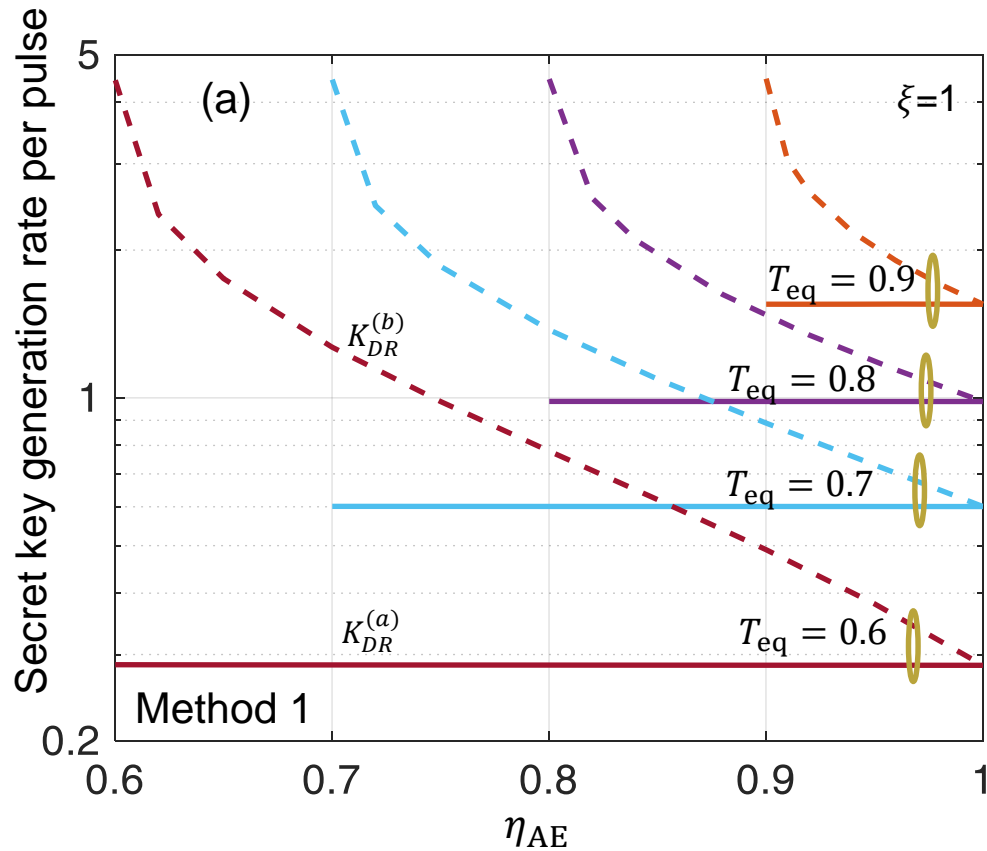 Secret key generation rate per pulse
5
1
0.2
(a)
ξ=1
T_eq = 0.9
K_DR^(b)
T_eq = 0.8
T_eq = 0.7
K_DR^(a)
T_eq = 0.6
Method 1
0.6 0.7 0.8 0.9 1
η_AE